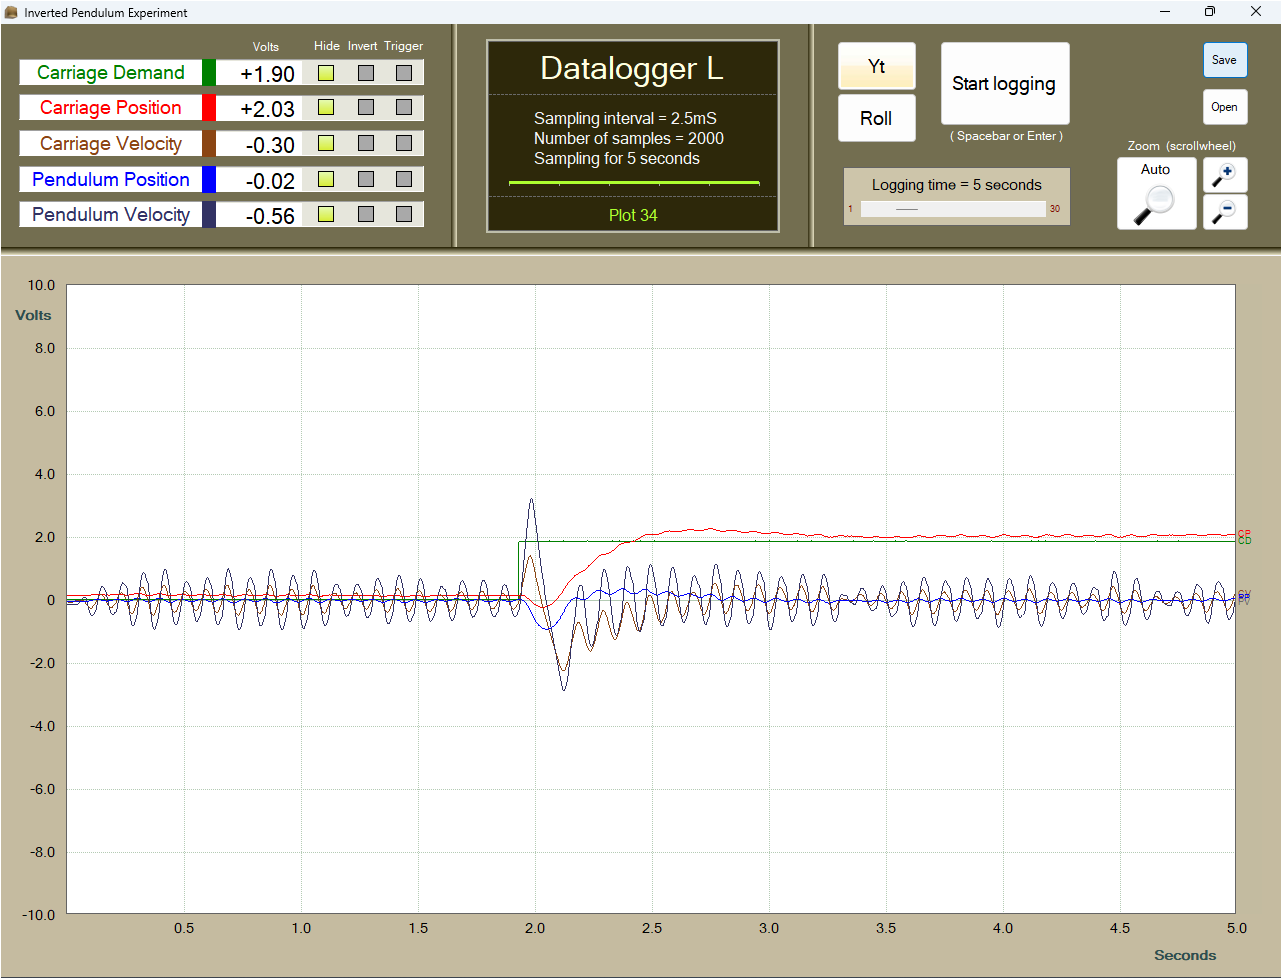 Inverted Pendulum Experiment
Volts Hide Invert Trigger
Carriage Demand +1.90
Carriage Position +2.03
Carriage Velocity -0.30
Pendulum Position -0.02
Pendulum Velocity -0.56
Datalogger L
Sampling interval = 2.5mS
Number of samples = 2000
Sampling for 5 seconds
Plot 34
Yt
Roll
Start logging
( Spacebar or Enter )
Logging time = 5 seconds
1 30
Save
Open
Zoom (scrollwheel)
Auto
10.0
Volts
8.0
6.0
4.0
2.0
0
-2.0
-4.0
-6.0
-8.0
-10.0
CP
CD
0.5 1.0 1.5 2.0 2.5 3.0 3.5 4.0 4.5 5.0
Seconds